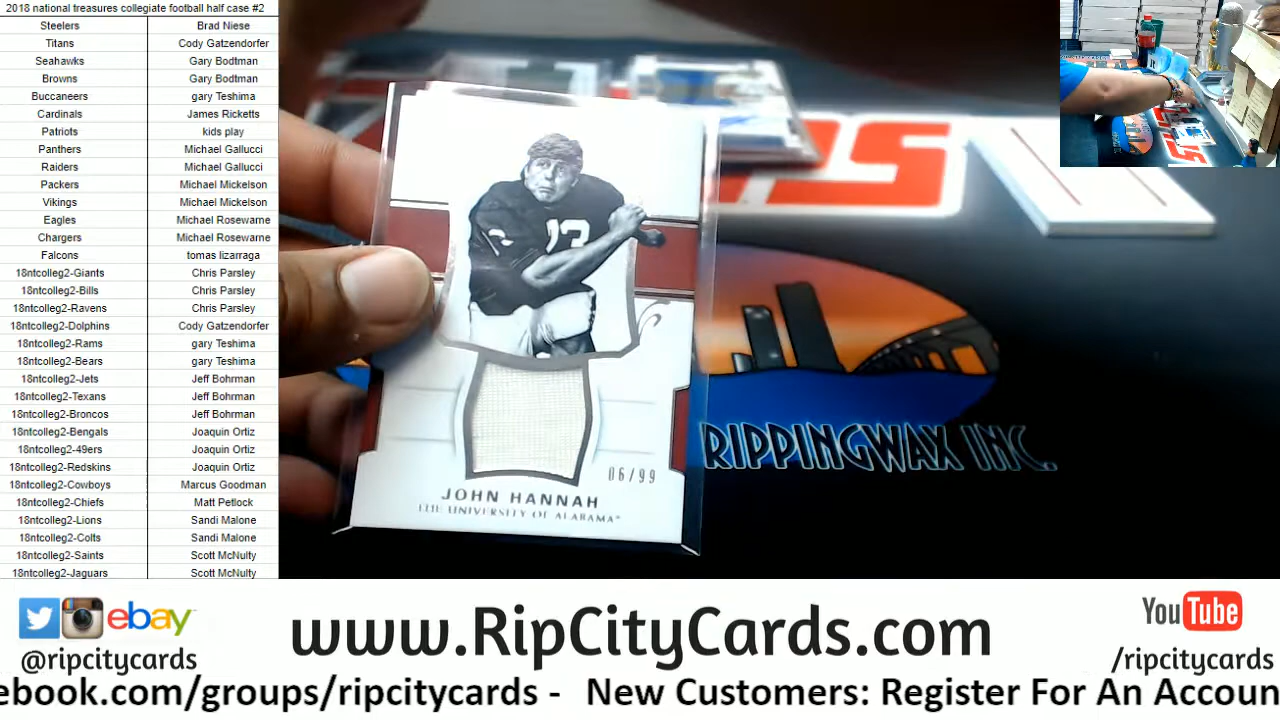 2018 national treasures collegiate football half case #2
Steelers Brad Niese
Titans Cody Gatzendorfer
Seahawks Gary Bodtman
Browns Gary Bodtman
Buccaneers gary Teshima
Cardinals James Ricketts
Patriots kids play
Panthers Michael Gallucci
Raiders Michael Gallucci
Packers Michael Mickelson
Vikings Michael Mickelson
Eagles Michael Rosewarne
Chargers Michael Rosewarne
Falcons tomas lizarraga
18ntcolleg2-Giants Chris Parsley
18ntcolleg2-Bills Chris Parsley
18ntcolleg2-Ravens Chris Parsley
18ntcolleg2-Dolphins Cody Gatzendorfer
18ntcolleg2-Rams gary Teshima
18ntcolleg2-Bears gary Teshima
18ntcolleg2-Jets Jeff Bohrman
18ntcolleg2-Texans Jeff Bohrman
18ntcolleg2-Broncos Jeff Bohrman
18ntcolleg2-Bengals Joaquin Ortiz
18ntcolleg2-49ers Joaquin Ortiz
18ntcolleg2-Redskins Joaquin Ortiz
18ntcolleg2-Cowboys Marcus Goodman
18ntcolleg2-Chiefs Matt Petlock
18ntcolleg2-Lions Sandi Malone
18ntcolleg2-Colts Sandi Malone
18ntcolleg2-Saints Scott McNulty
18ntcolleg2-Jaguars Scott McNulty
06/99
JOHN HANNAH
THE UNIVERSITY OF ALABAMA
RIPPINGWAX INC.
ebay
@ripcitycards
www.RipCityCards.com
YouTube
/ripcitycards
ebook.com/groups/ripcitycards - New Customers: Register For An Accoun